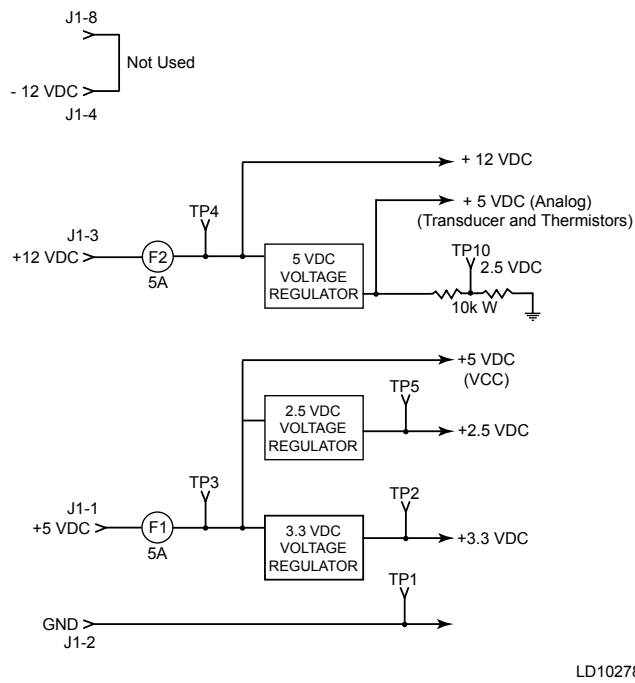 J1-8
Not Used
- 12 VDC
J1-4
+ 12 VDC
+ 5 VDC (Analog)
(Transducer and Thermistors)
TP4
J1-3
+12 VDC
F2
5A
5 VDC
VOLTAGE
REGULATOR
TP10
2.5 VDC
10k W
+5 VDC
(VCC)
2.5 VDC
VOLTAGE
REGULATOR
TP5
+2.5 VDC
TP3
J1-1
+5 VDC
F1
5A
3.3 VDC
VOLTAGE
REGULATOR
TP2
+3.3 VDC
TP1
GND
J1-2
LD10278